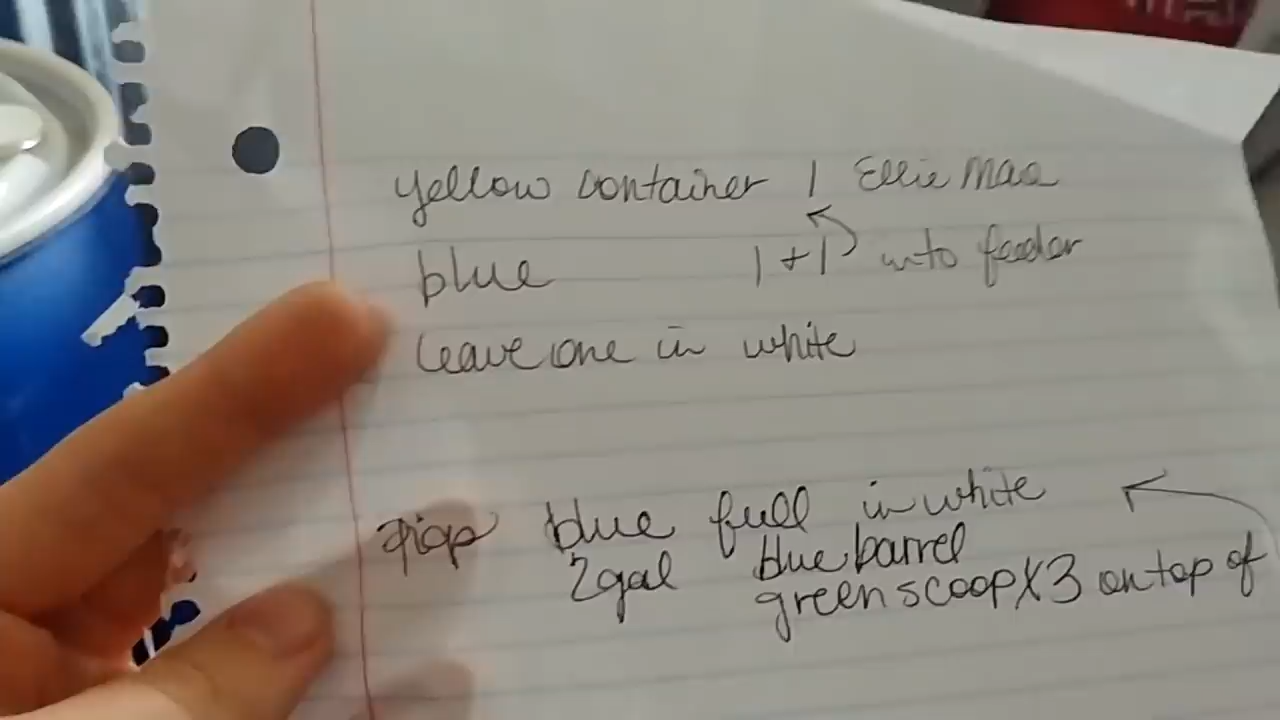 yellow container 1 Ellie Mae
blue 1 + 1 into feeder
leave one in white
blue full in white
2gal blue barrel
green scoop X 3 on top of